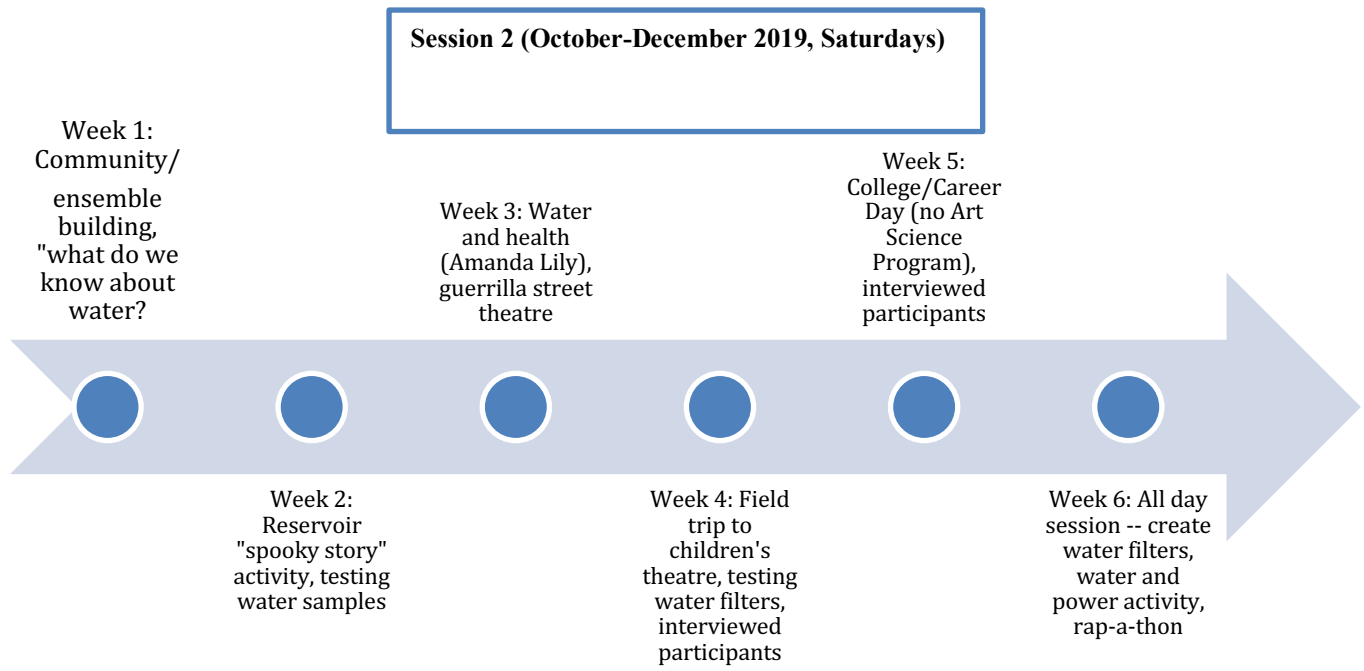 Session 2 (October-December 2019, Saturdays)
Week 1:
Community/
ensemble
building,
"what do we
know about
water?
Week 2:
Reservoir
"spooky story"
activity, testing
water samples
Week 3: Water
and health
(Amanda Lily),
guerrilla street
theatre
Week 4: Field
trip to
children's
theatre, testing
water filters,
interviewed
participants
Week 5:
College/Career
Day (no Art
Science
Program),
interviewed
participants
Week 6: All day
session -- create
water filters,
water and
power activity,
rap-a-thon